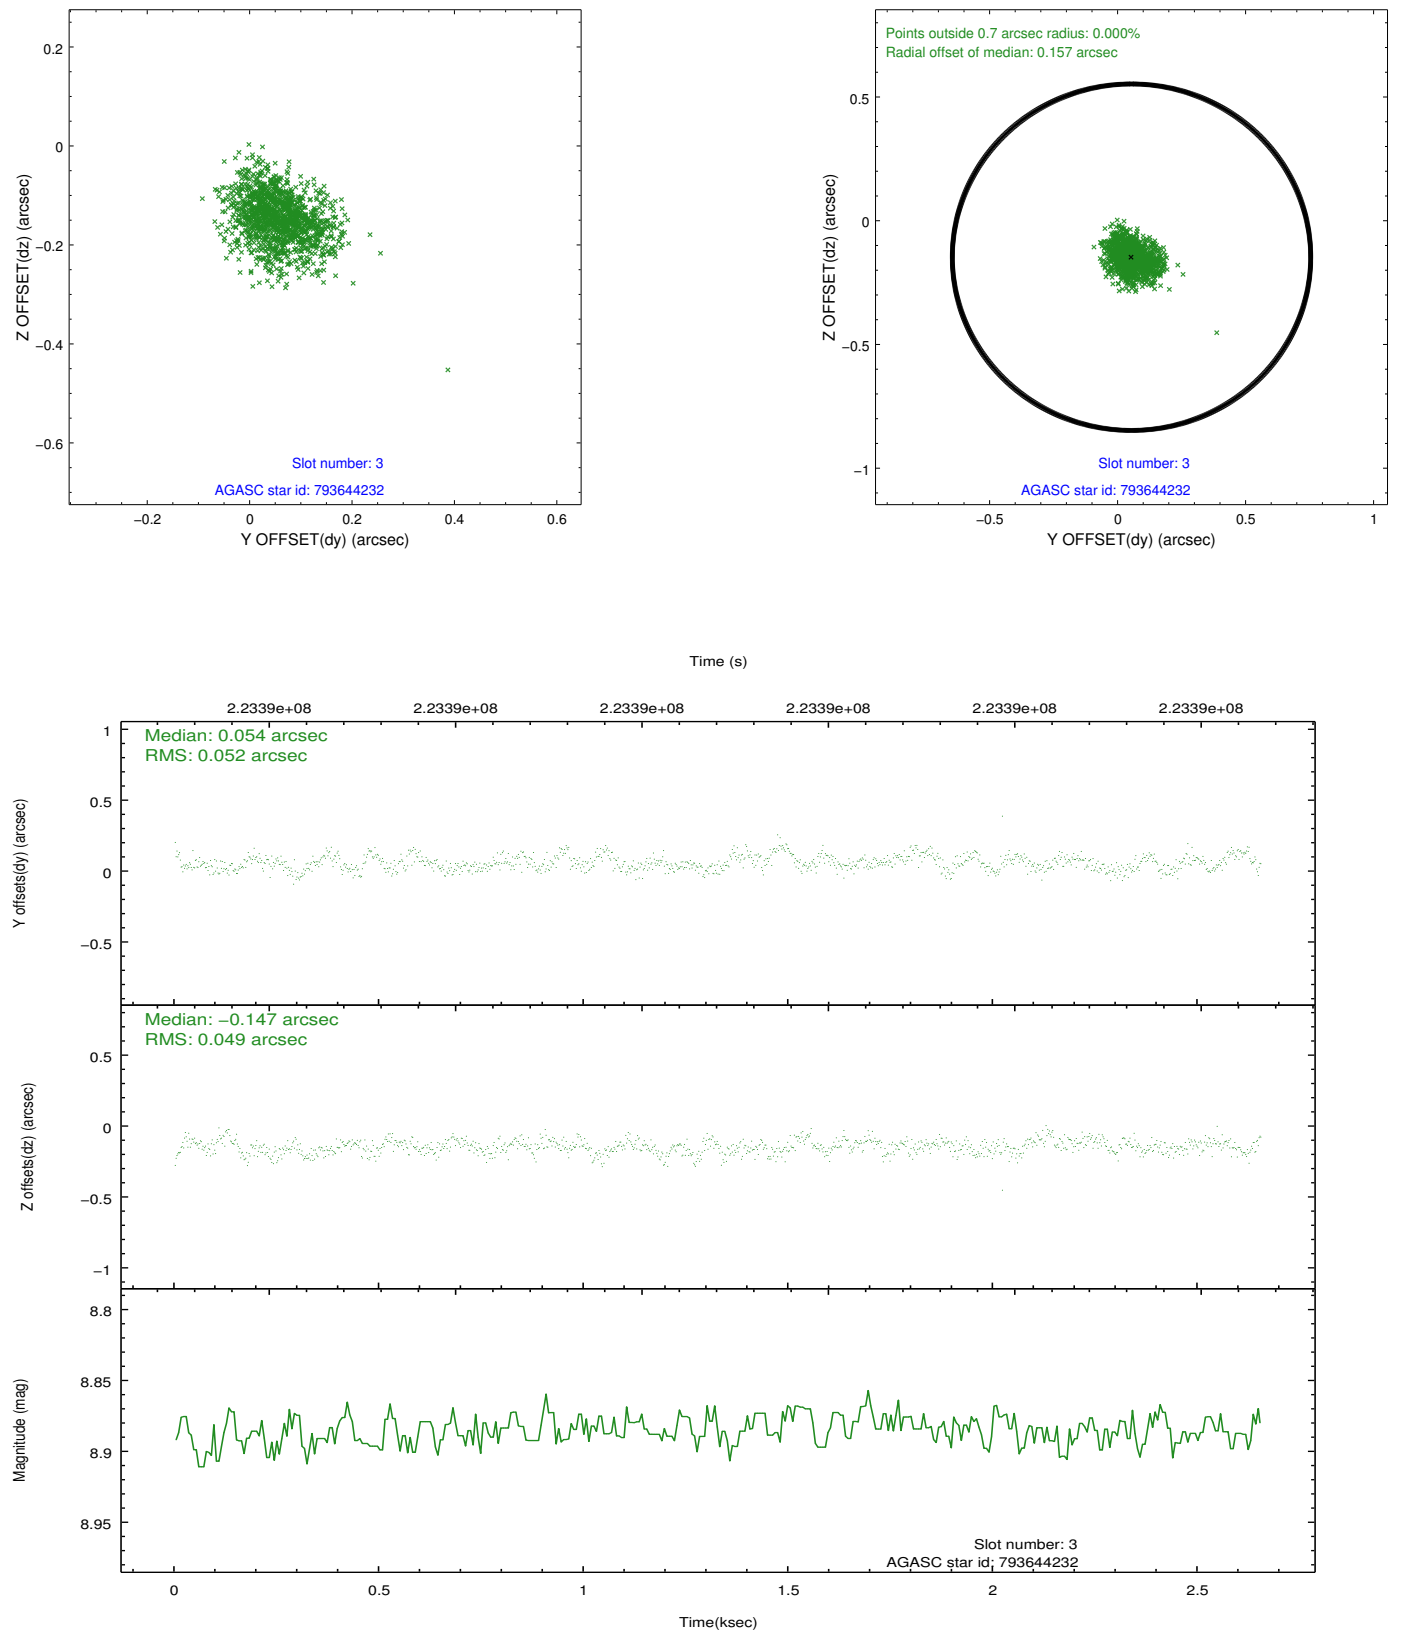 0.2
0
−0.2
−0.4
−0.6
Z OFFSET(dz) (arcsec)
Slot number: 3
AGASC star id: 793644232
−0.2 0 0.2 0.4 0.6
Y OFFSET(dy) (arcsec)
Points outside 0.7 arcsec radius: 0.000%
Radial offset of median: 0.157 arcsec
0.5
0
−0.5
−1
Z OFFSET(dz) (arcsec)
Slot number: 3
AGASC star id: 793644232
−0.5 0 0.5 1
Y OFFSET(dy) (arcsec)
Time (s)
2.2339e+08 2.2339e+08 2.2339e+08 2.2339e+08 2.2339e+08 2.2339e+08
Median: 0.054 arcsec
RMS: 0.052 arcsec
1
0.5
0
−0.5
Y offsets(dy) (arcsec)
Median: −0.147 arcsec
RMS: 0.049 arcsec
0.5
0
−0.5
−1
Z offsets(dz) (arcsec)
8.8
8.85
8.9
8.95
Magnitude (mag)
Slot number: 3
AGASC star id: 793644232
0 0.5 1 1.5 2 2.5
Time(ksec)